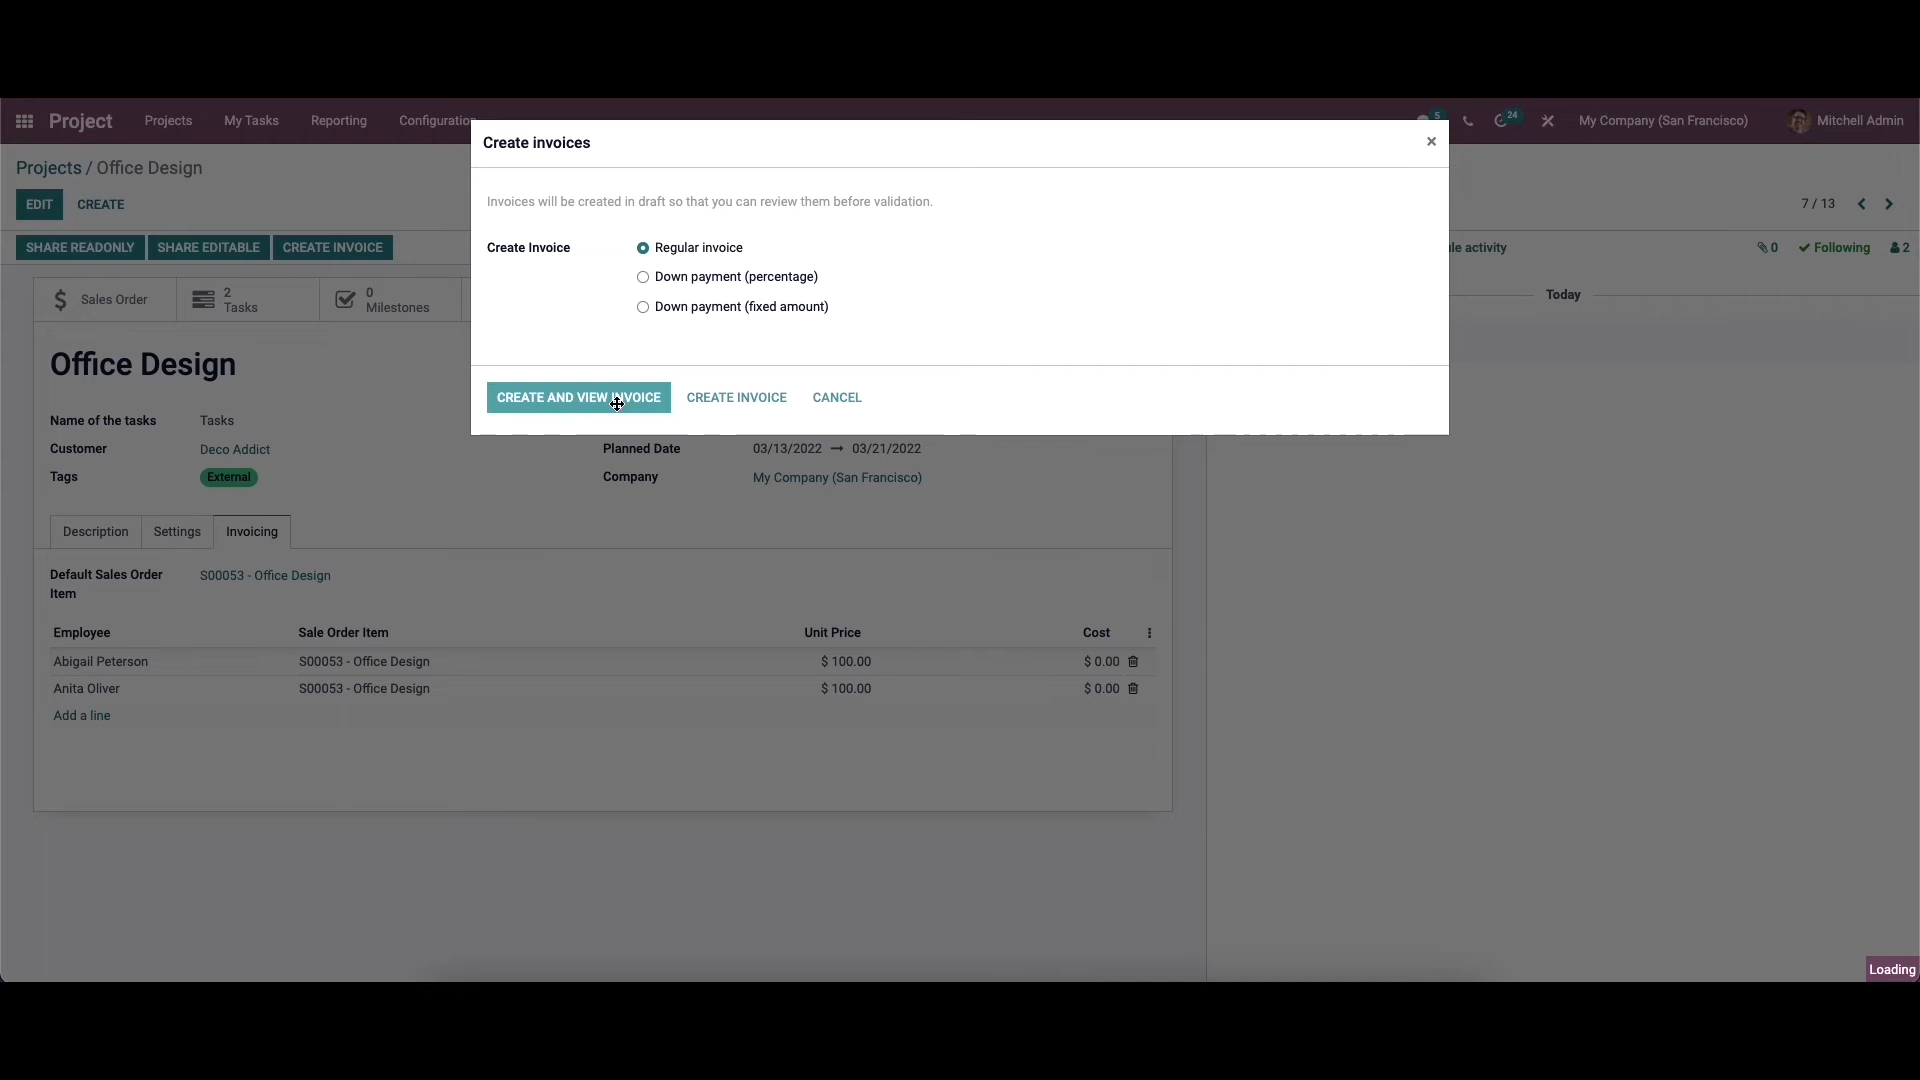 Project Projects My Tasks Reporting Configuration 5 24 My Company (San Francisco) Mitchell Admin
Create invoices ×
Projects / Office Design
Invoices will be created in draft so that you can review them before validation.
EDIT CREATE 7 / 13
SHARE READONLY SHARE EDITABLE CREATE INVOICE
Create Invoice Regular invoice
Down payment (percentage)
Down payment (fixed amount)
activity 0 Following 2
Today
$ Sales Order 2 Tasks 0 Milestones
Office Design
CREATE AND VIEW INVOICE CREATE INVOICE CANCEL
Name of the tasks Tasks
Customer Deco Addict Planned Date 03/13/2022 → 03/21/2022
Tags External Company My Company (San Francisco)
Description Settings Invoicing
Default Sales Order S00053 - Office Design
Item
Employee Sale Order Item Unit Price Cost
Abigail Peterson S00053 - Office Design $ 100.00 $ 0.00
Anita Oliver S00053 - Office Design $ 100.00 $ 0.00
Add a line
Loading